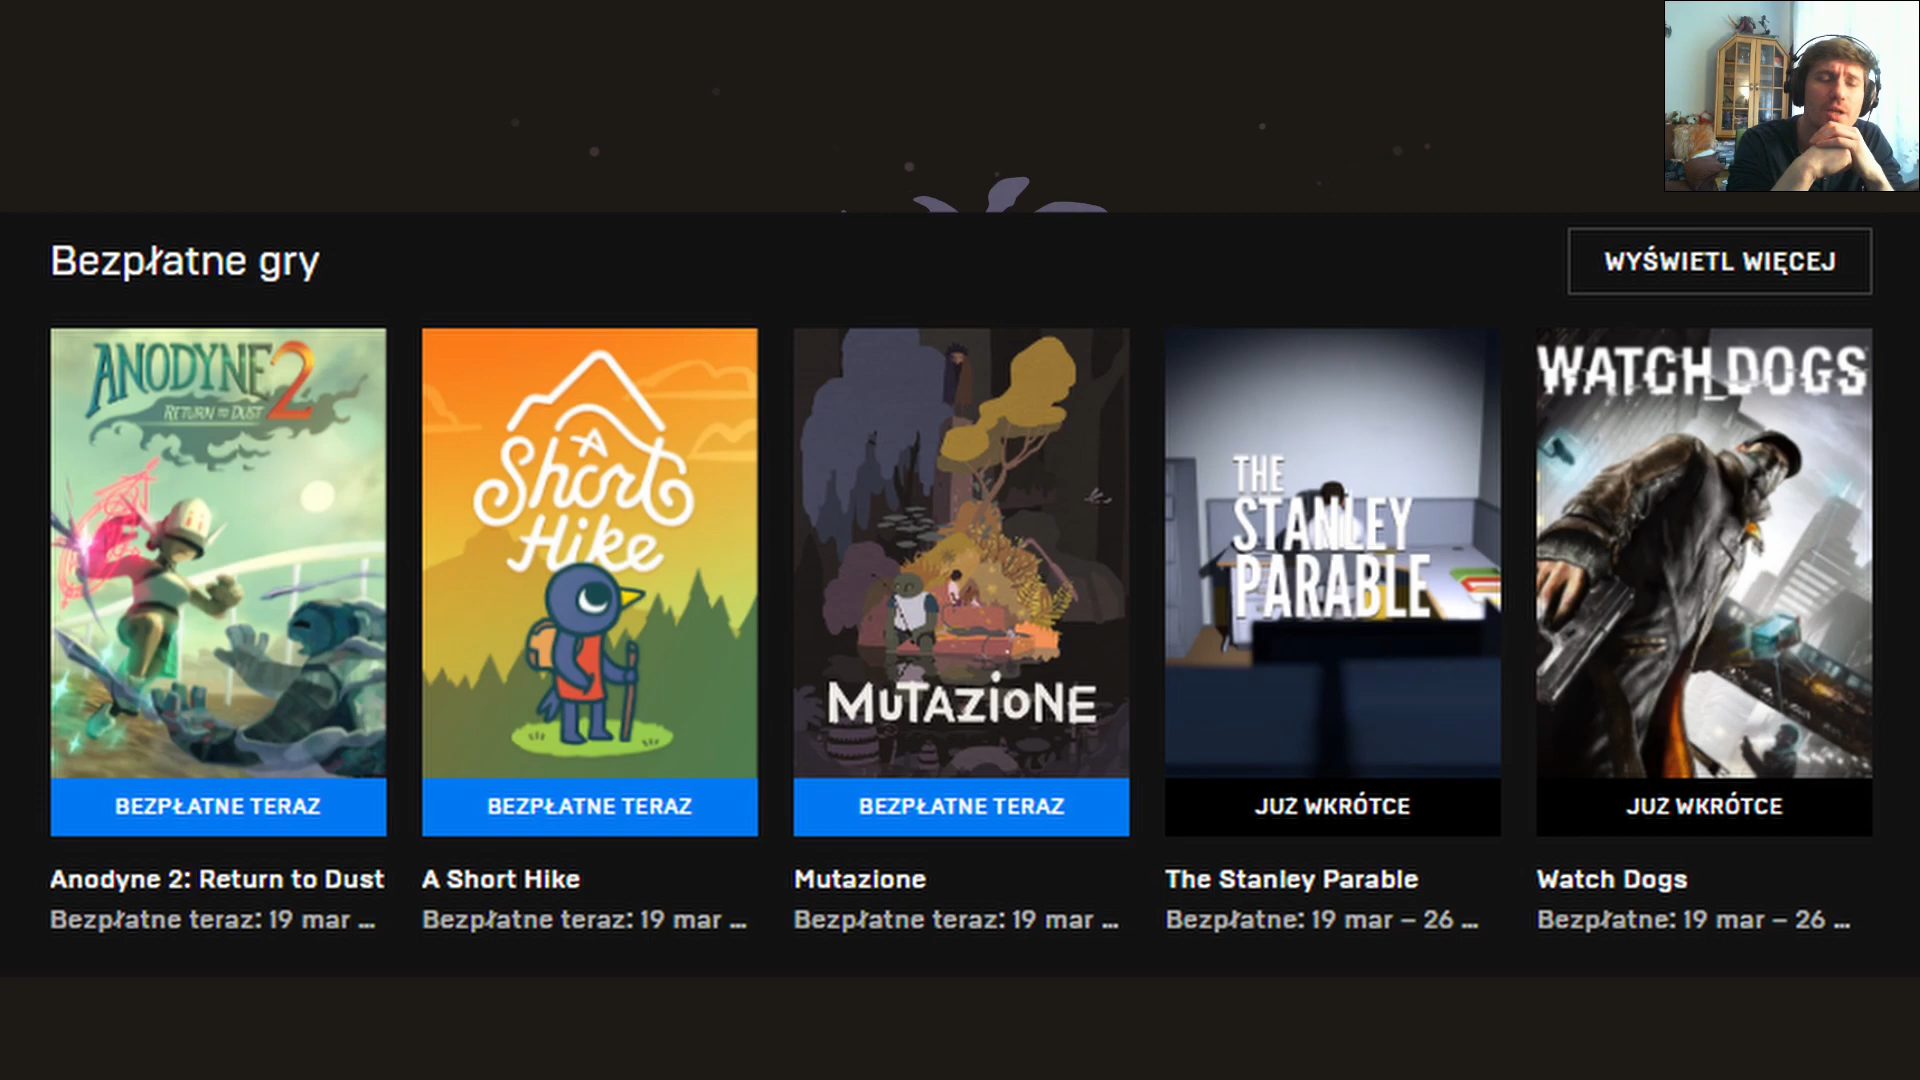 Bezpłatne gry
WYŚWIETL WIĘCEJ
ANODYNE 2
RETURN TO DUST
A
Short
Hike
MUTAZIONE
THE
STANLEY
PARABLE
WATCH_DOGS
BEZPŁATNE TERAZ
BEZPŁATNE TERAZ
BEZPŁATNE TERAZ
JUŻ WKRÓTCE
JUŻ WKRÓTCE
Anodyne 2: Return to Dust
A Short Hike
Mutazione
The Stanley Parable
Watch Dogs
Bezpłatne teraz: 19 mar ...
Bezpłatne teraz: 19 mar ...
Bezpłatne teraz: 19 mar ...
Bezpłatne: 19 mar – 26 ...
Bezpłatne: 19 mar – 26 ...